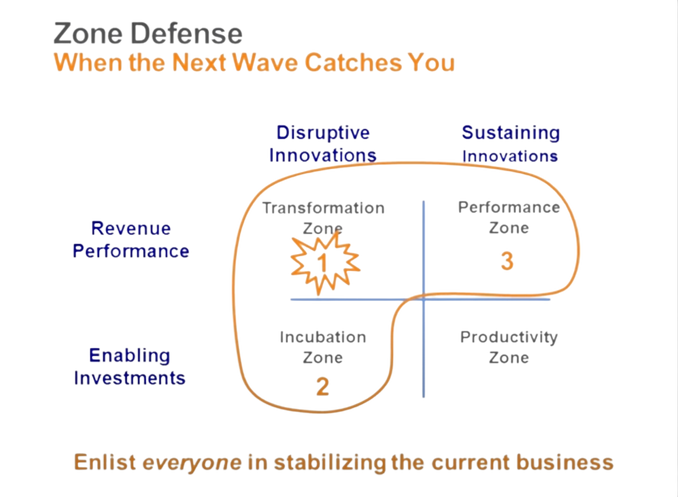 Zone Defense
When the Next Wave Catches You
Disruptive
Innovations
Sustaining
Innovations
Revenue
Performance
Transformation
Zone
1
Performance
Zone
3
Enabling
Investments
Incubation
Zone
2
Productivity
Zone
Enlist everyone in stabilizing the current business